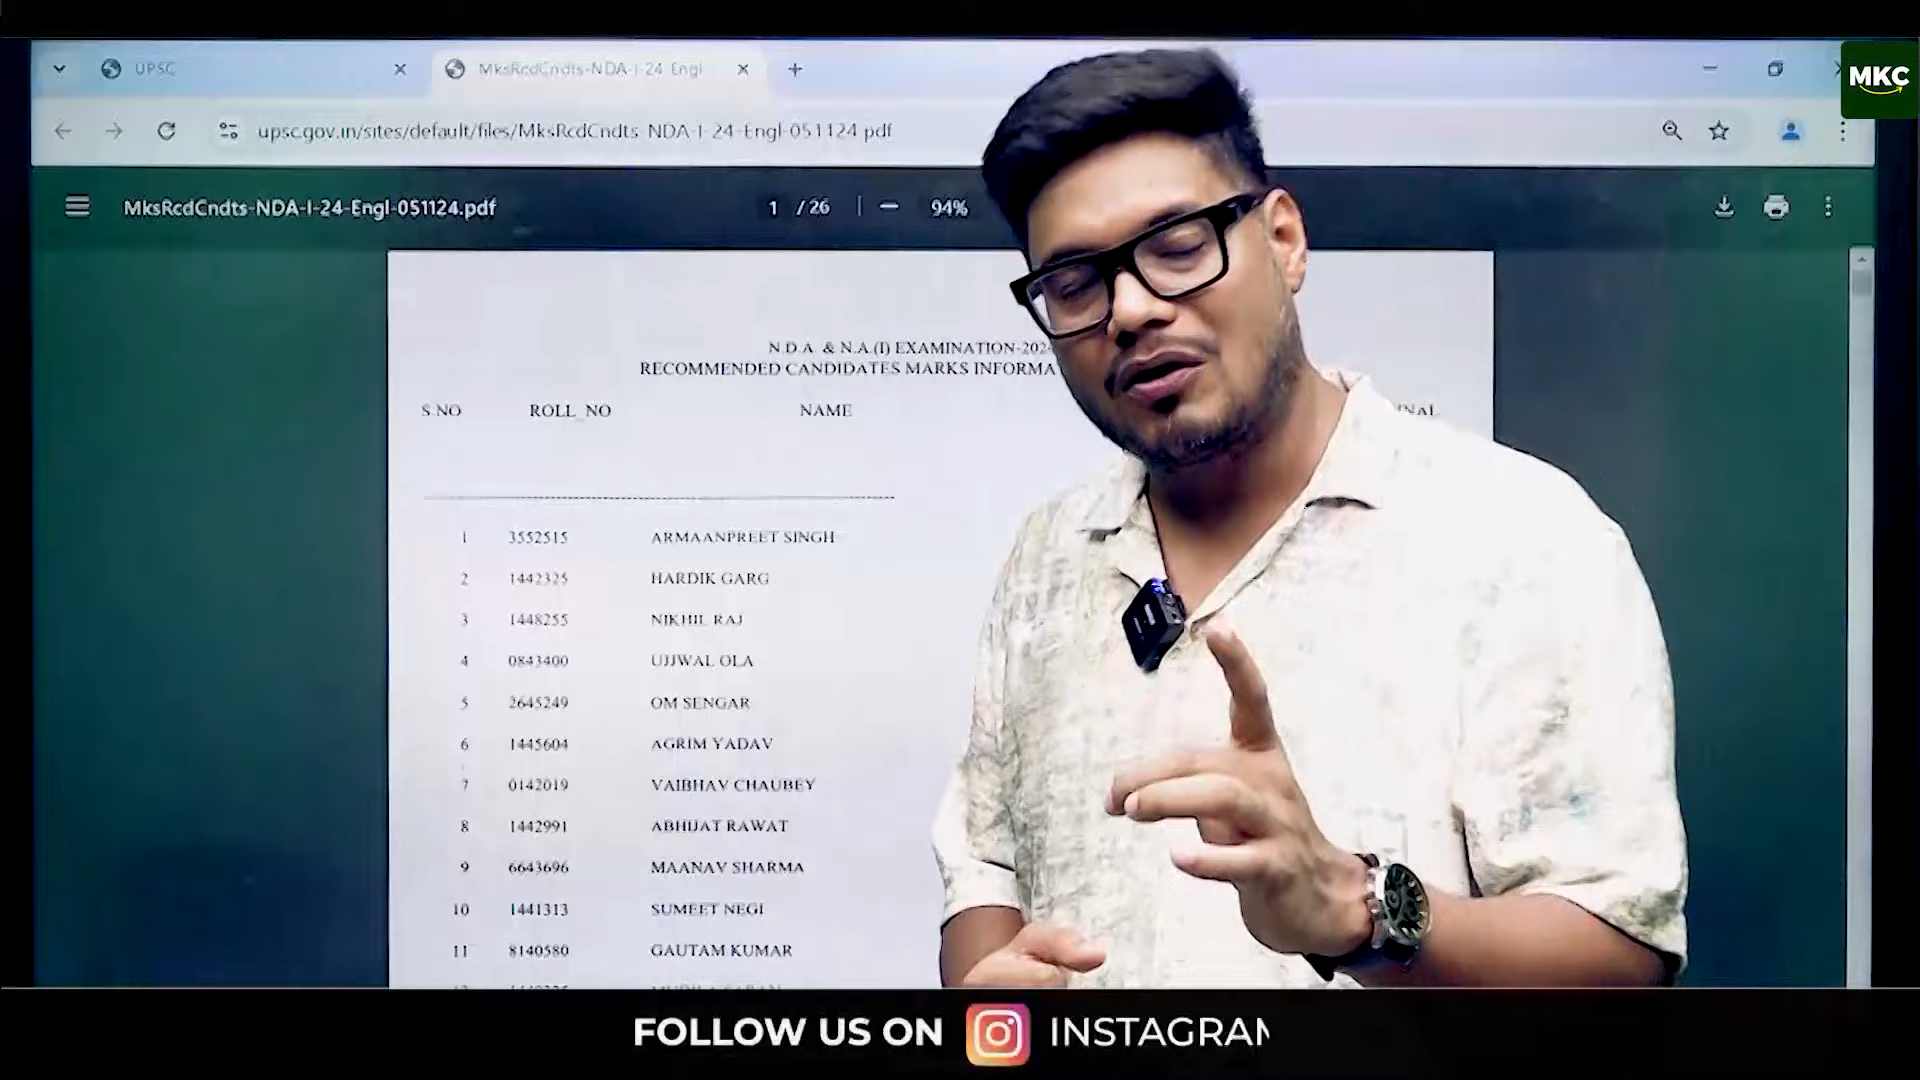 UPSC
MksRcdCndts-NDA-I-24 Engl
MKC
upsc.gov.in/sites/default/files/MksRcdCndts NDA-I-24-Engl-051124 pdf
MksRcdCndts-NDA-I-24-Engl-051124.pdf
1 / 26
94%
N.D.A & N.A.(I) EXAMINATION-202
RECOMMENDED CANDIDATES MARKS INFORMA
S.NO ROLL_NO NAME INAL
1 3552515 ARMAANPREET SINGH
2 1442325 HARDIK GARG
3 1448255 NIKHIL RAJ
4 0843400 UJJWAL OLA
5 2645249 OM SENGAR
6 1445604 AGRIM YADAV
7 0142019 VAIBHAV CHAUBEY
8 1442991 ABHIJAT RAWAT
9 6643696 MAANAV SHARMA
10 1441313 SUMEET NEGI
11 8140580 GAUTAM KUMAR
FOLLOW US ON INSTAGRAM